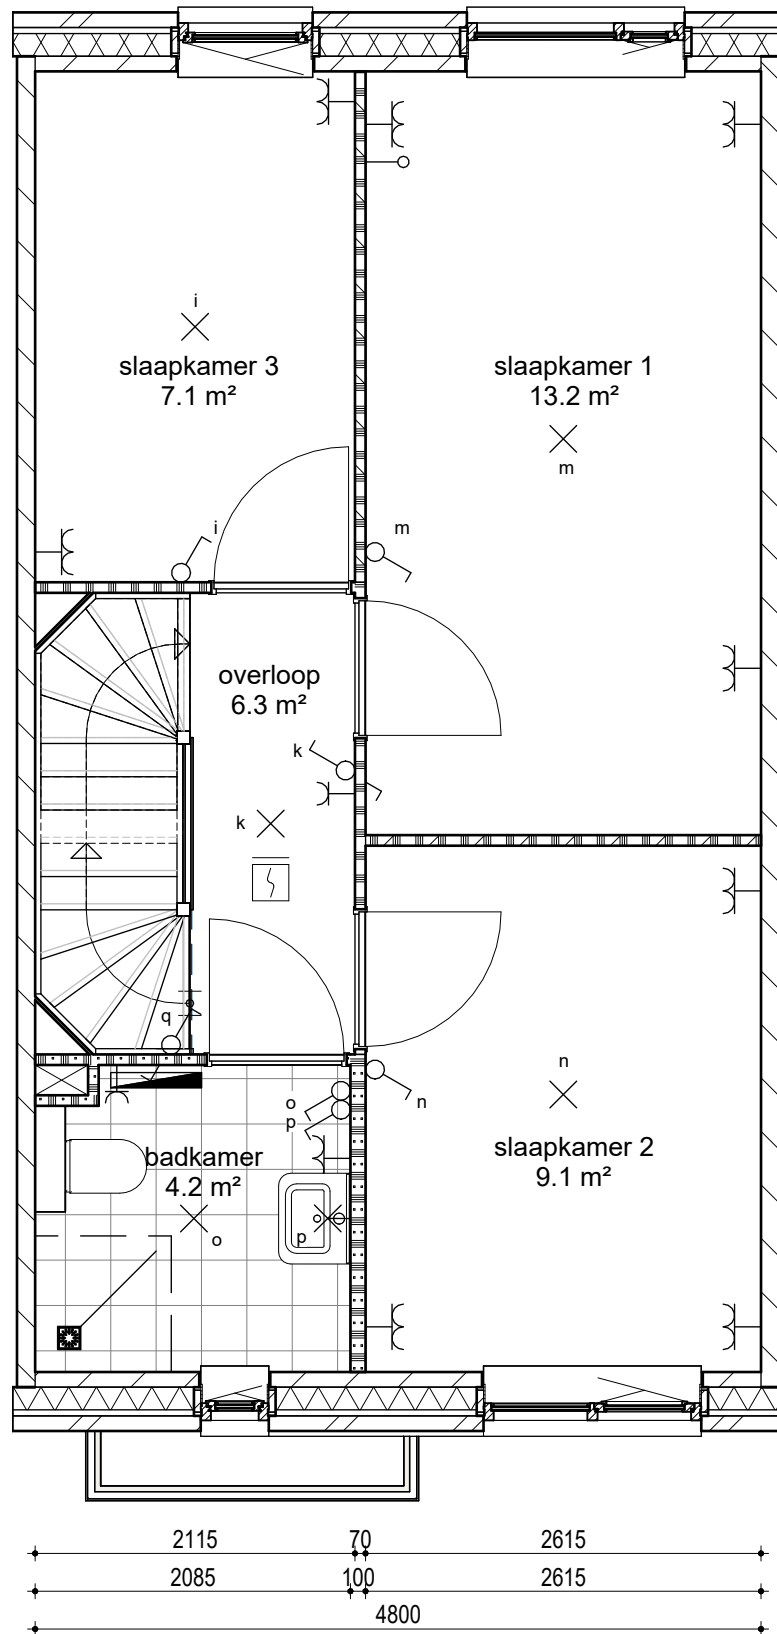 i
slaapkamer 3
7.1 m²
slaapkamer 1
13.2 m²
m
i
m
overloop
6.3 m²
k
k
q
n
o
n
p
badkamer
4.2 m²
slaapkamer 2
9.1 m²
o
p
2115 70 2615
2085 100 2615
4800